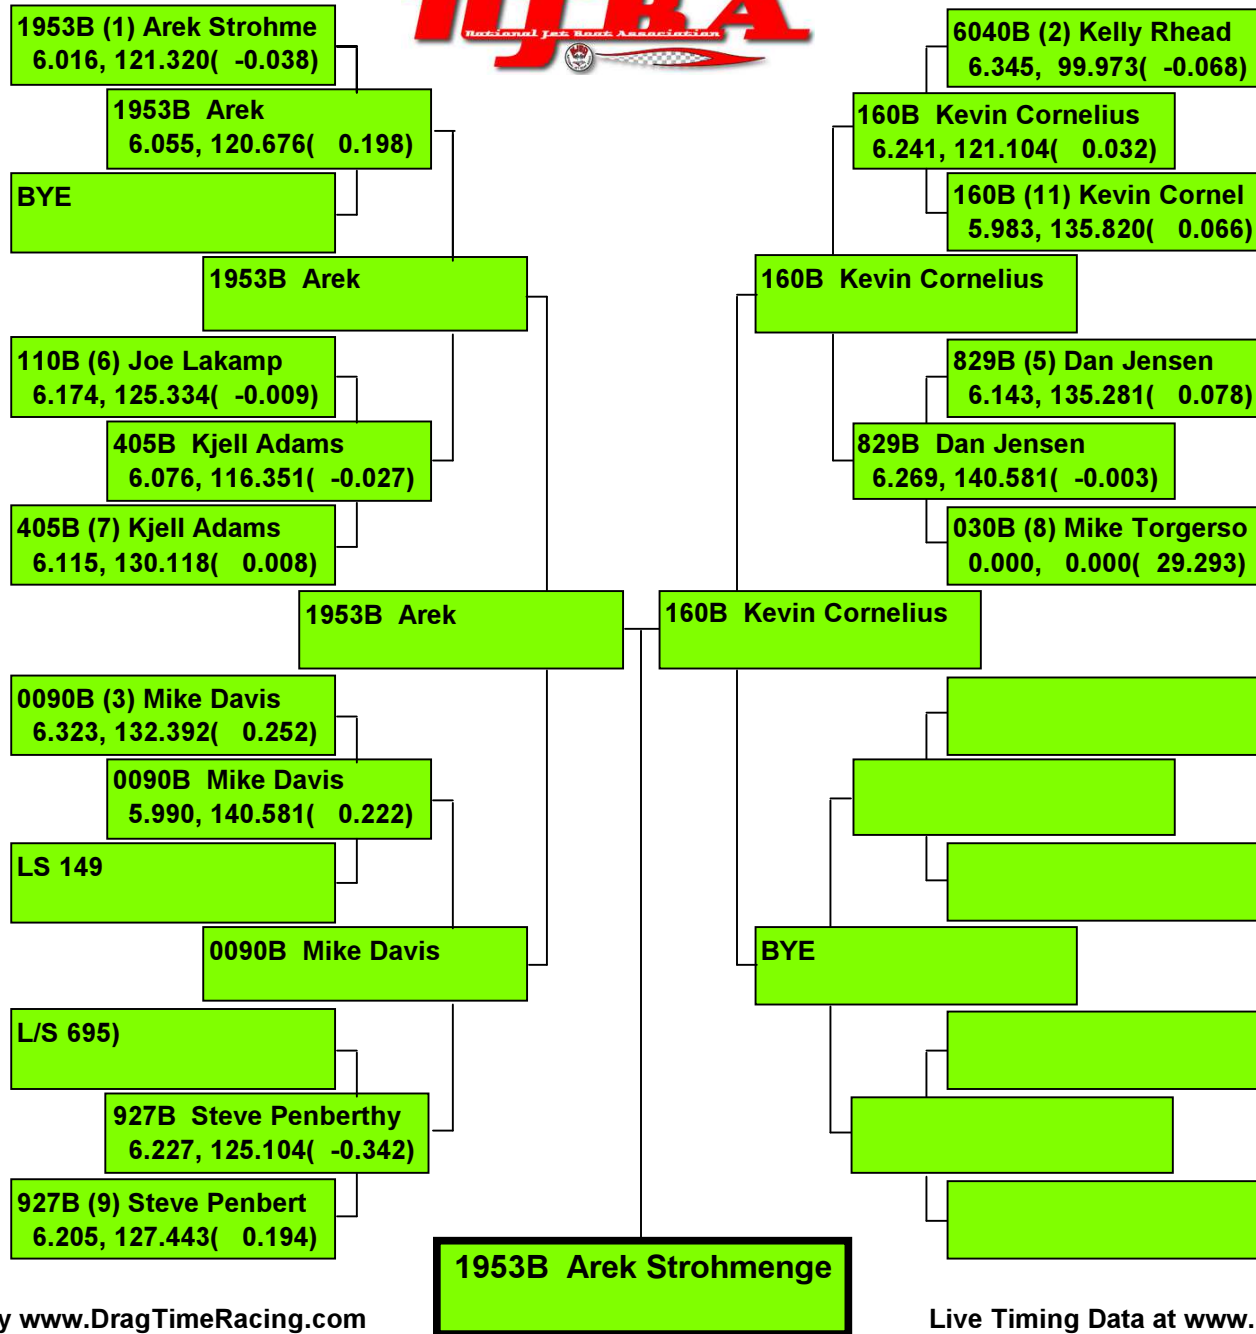 NJBA
National Jet Boat Association
1953B (1) Arek Strohme
6.016, 121.320( -0.038)
1953B Arek
6.055, 120.676( 0.198)
BYE
1953B Arek
110B (6) Joe Lakamp
6.174, 125.334( -0.009)
405B Kjell Adams
6.076, 116.351( -0.027)
405B (7) Kjell Adams
6.115, 130.118( 0.008)
1953B Arek
0090B (3) Mike Davis
6.323, 132.392( 0.252)
0090B Mike Davis
5.990, 140.581( 0.222)
LS 149
0090B Mike Davis
L/S 695)
927B Steve Penberthy
6.227, 125.104( -0.342)
927B (9) Steve Penbert
6.205, 127.443( 0.194)
6040B (2) Kelly Rhead
6.345, 99.973( -0.068)
160B Kevin Cornelius
6.241, 121.104( 0.032)
160B (11) Kevin Cornel
5.983, 135.820( 0.066)
160B Kevin Cornelius
829B (5) Dan Jensen
6.143, 135.281( 0.078)
829B Dan Jensen
6.269, 140.581( -0.003)
030B (8) Mike Torgerso
0.000, 0.000( 29.293)
160B Kevin Cornelius
BYE
1953B Arek Strohmenge
y www.DragTimeRacing.com
Live Timing Data at www.